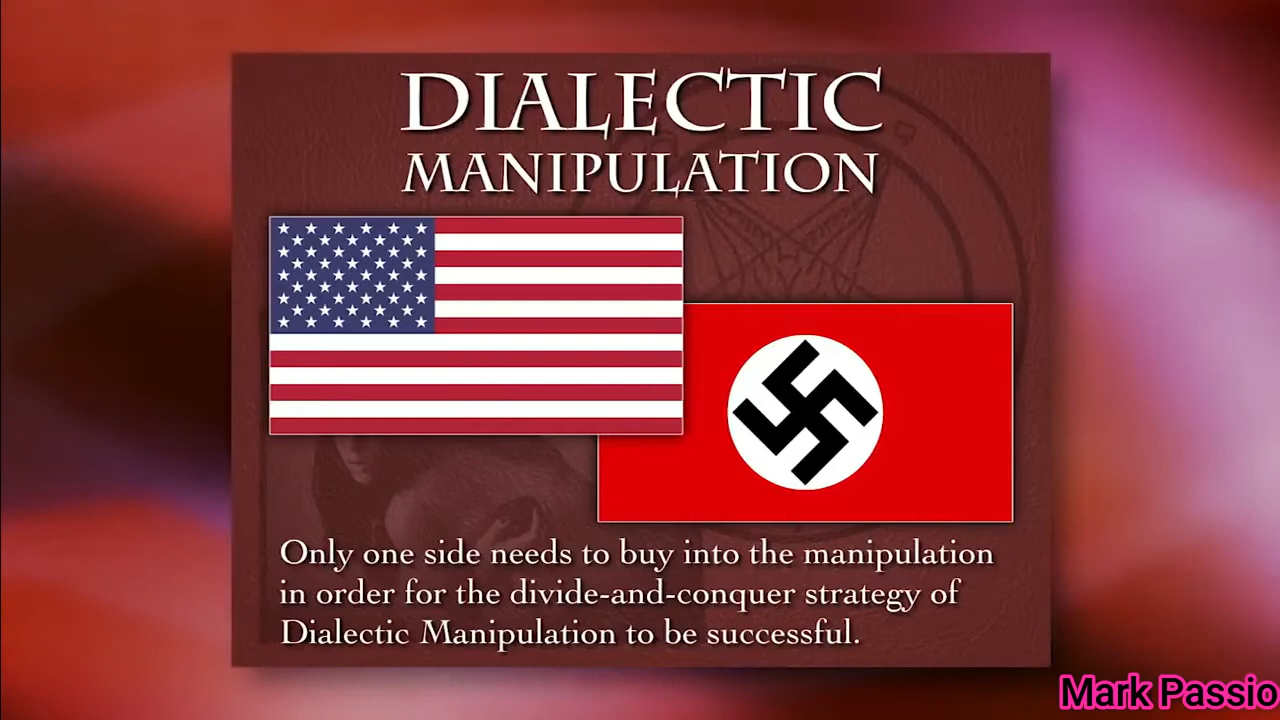 DIALECTIC
MANIPULATION
Only one side needs to buy into the manipulation
in order for the divide-and-conquer strategy of
Dialectic Manipulation to be successful.
Mark Passio